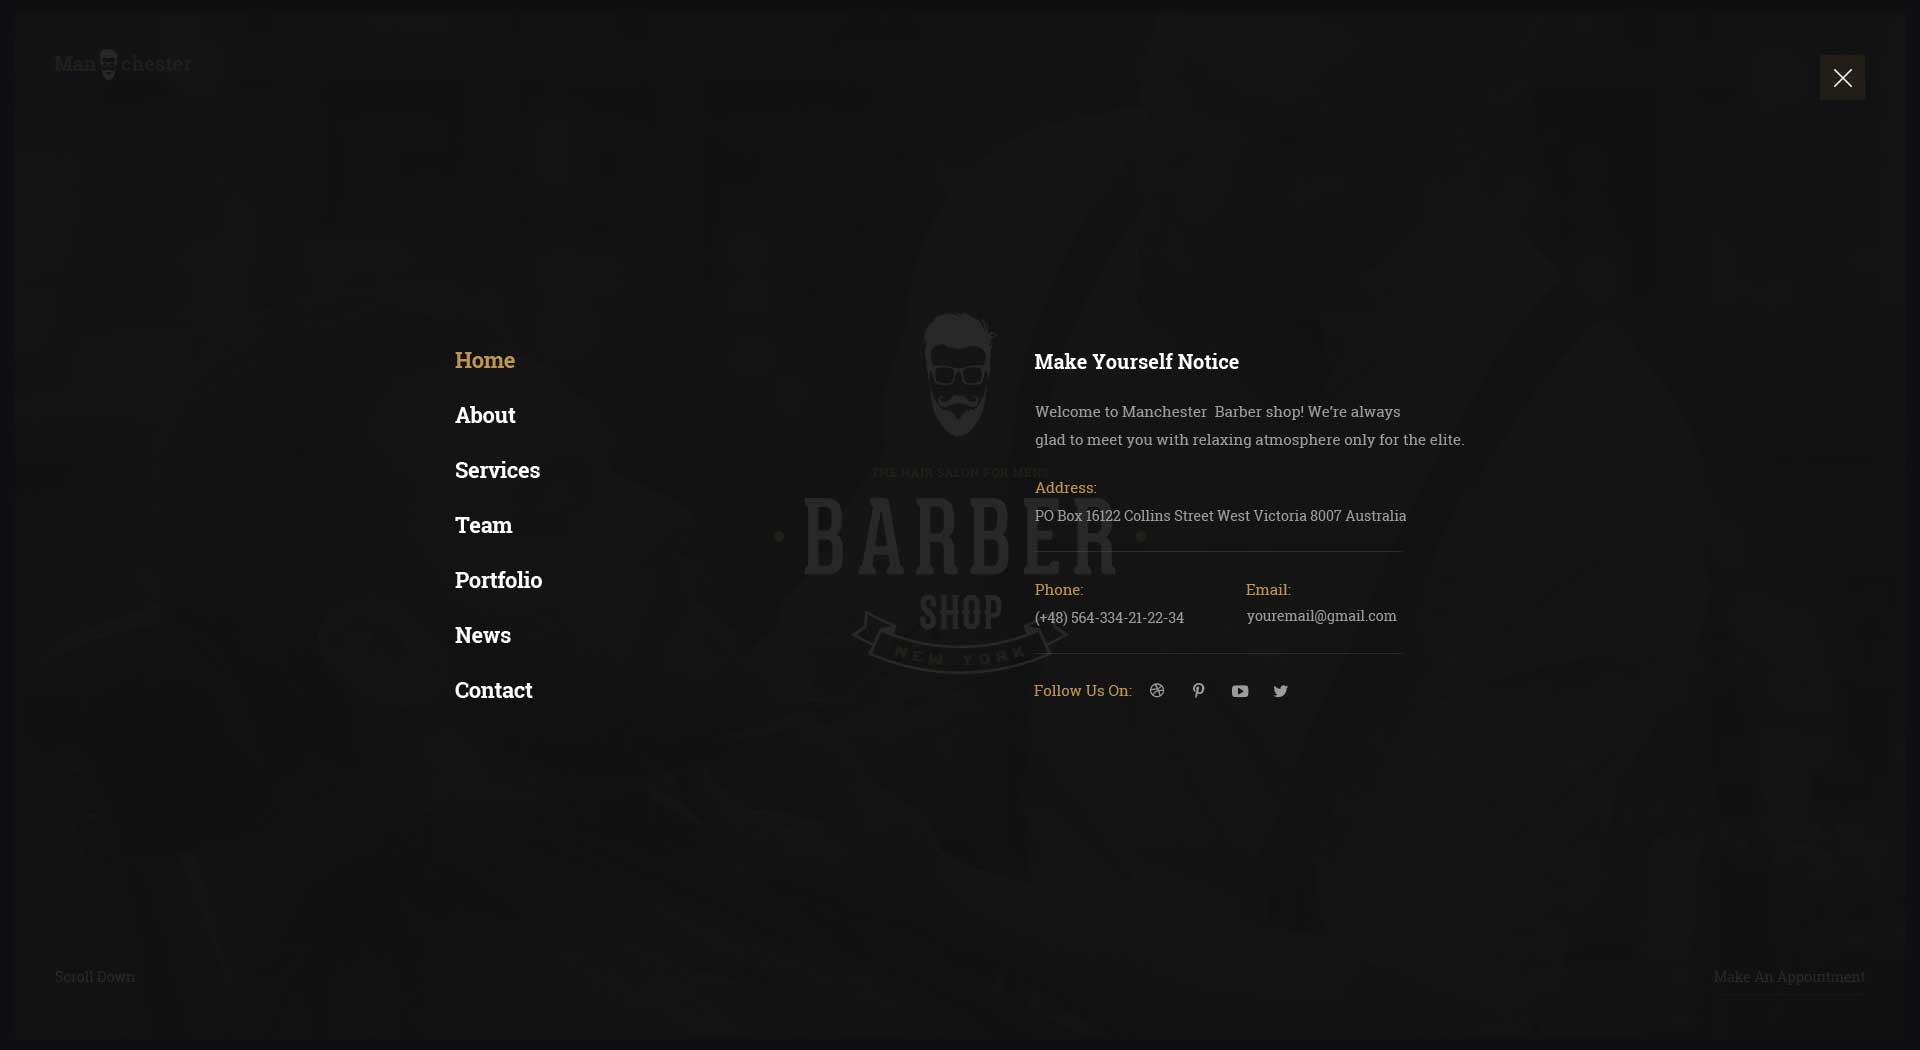 Man chester
Home
About
Services
Team
Portfolio
News
Contact
THE HAIR SALON FOR MENS
BARBER
SHOP
NEW YORK
Make Yourself Notice
Welcome to Manchester Barber shop! We're always
glad to meet you with relaxing atmosphere only for the elite.
Address:
PO Box 16122 Collins Street West Victoria 8007 Australia
Phone:
(+48) 564-334-21-22-34
Email:
youremail@gmail.com
Follow Us On:
Scroll Down
Make An Appointment